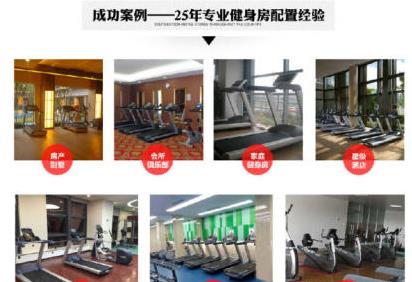 成功案例——25年专业健身房配置经验
房产
别墅
会所
俱乐部
家庭
健身房
星级
酒店